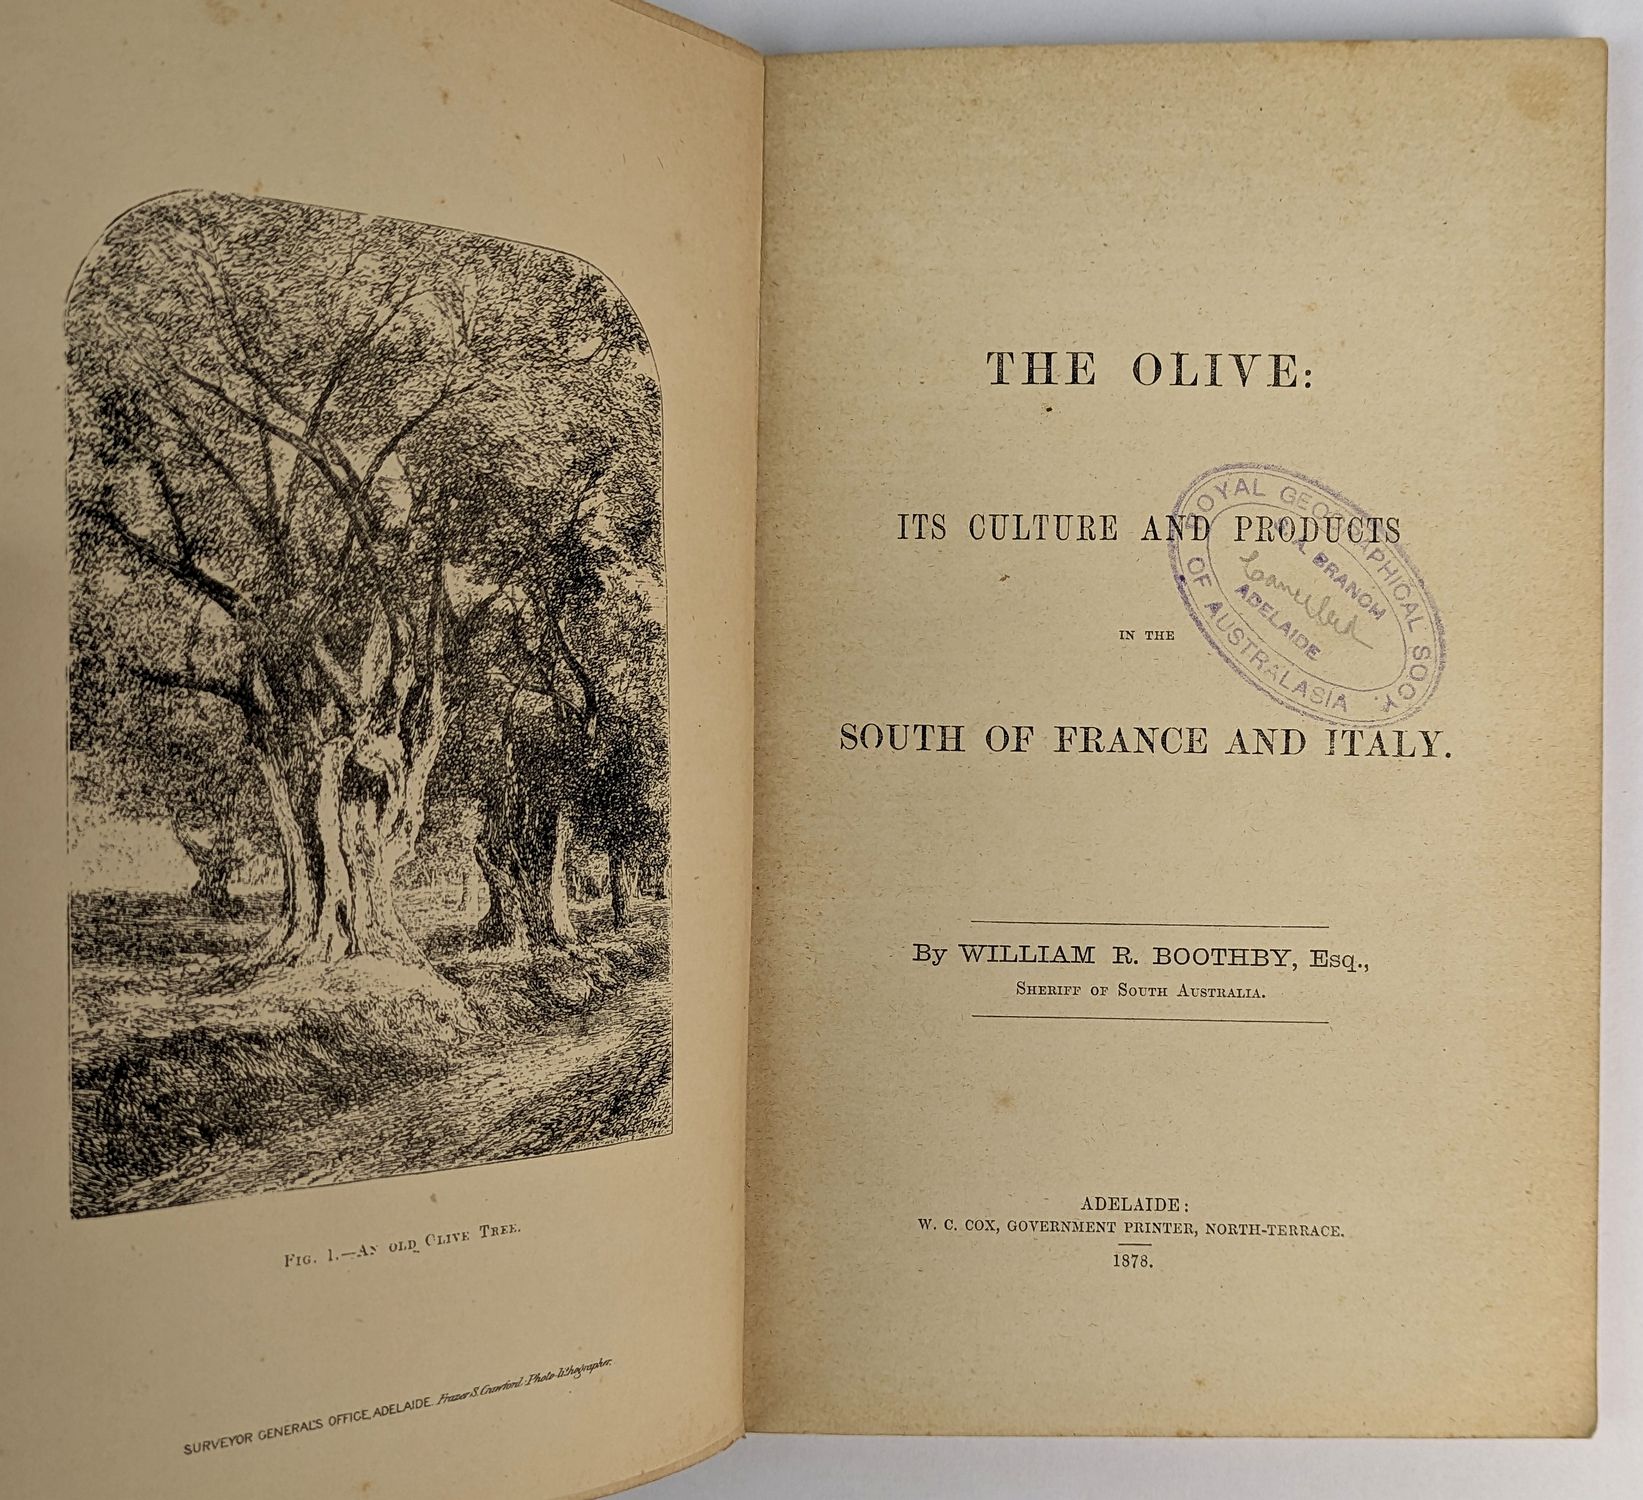 FIG. 1.—AN OLD OLIVE TREE.
SURVEYOR GENERAL'S OFFICE, ADELAIDE. Frazer S. Crawford, Photo-lithographer.
THE OLIVE:
ITS CULTURE AND PRODUCTS
IN THE
SOUTH OF FRANCE AND ITALY.
ROYAL GEOGRAPHICAL SOCY.
OF AUSTRALASIA
BRANCH
Cancelled
ADELAIDE
By WILLIAM R. BOOTHBY, Esq.,
SHERIFF OF SOUTH AUSTRALIA.
ADELAIDE:
W. C. COX, GOVERNMENT PRINTER, NORTH-TERRACE.
1878.